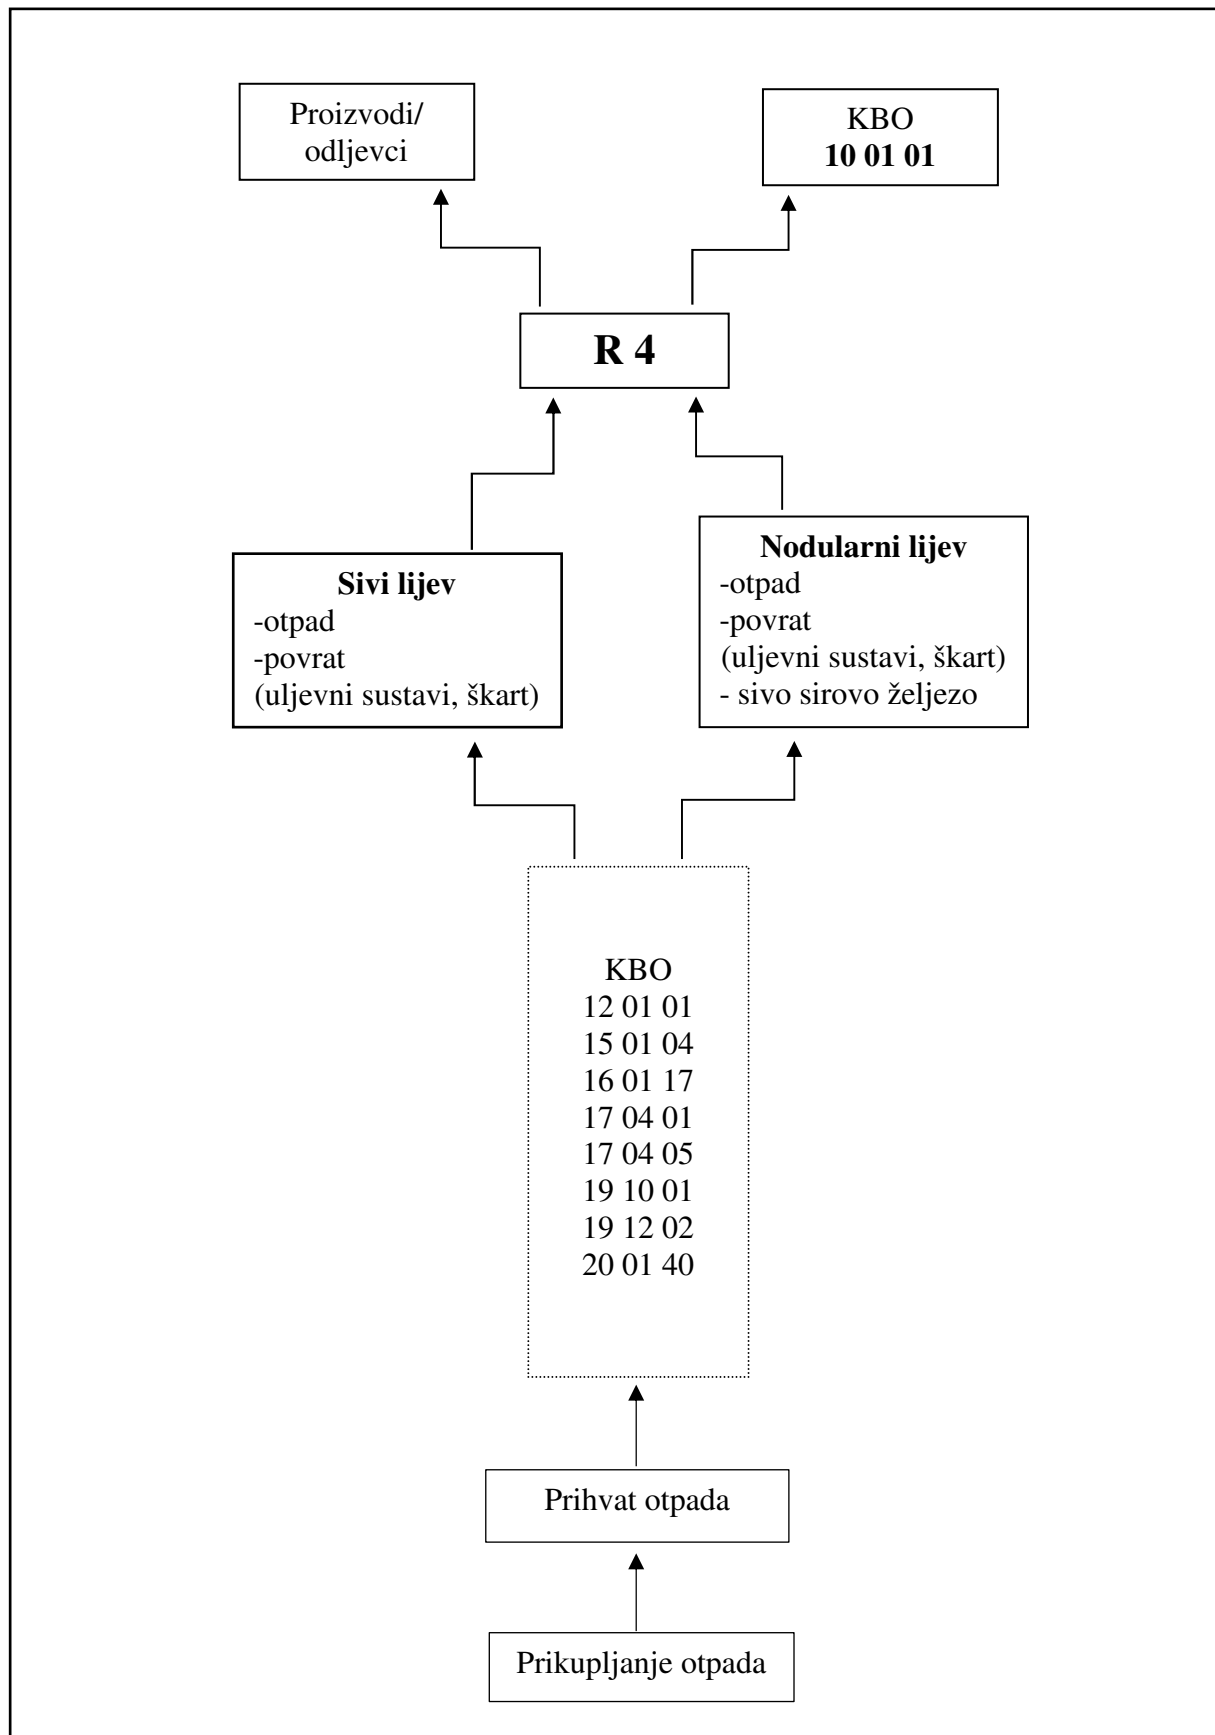 Proizvodi/
odljevci
KBO
10 01 01
R 4
Sivi lijev
-otpad
-povrat
(uljevni sustavi, škart)
Nodularni lijev
-otpad
-povrat
(uljevni sustavi, škart)
- sivo sirovo željezo
KBO
12 01 01
15 01 04
16 01 17
17 04 01
17 04 05
19 10 01
19 12 02
20 01 40
Prihvat otpada
Prikupljanje otpada